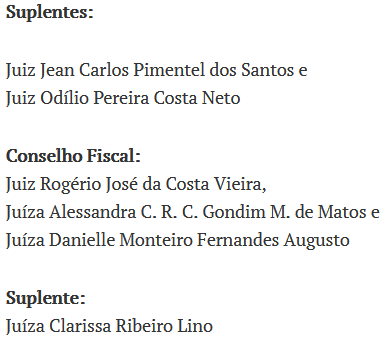 Suplentes:
Juiz Jean Carlos Pimentel dos Santos e
Juiz Odílio Pereira Costa Neto
Conselho Fiscal:
Juiz Rogério José da Costa Vieira,
Juíza Alessandra C. R. C. Gondim M. de Matos e
Juíza Danielle Monteiro Fernandes Augusto
Suplente:
Juíza Clarissa Ribeiro Lino